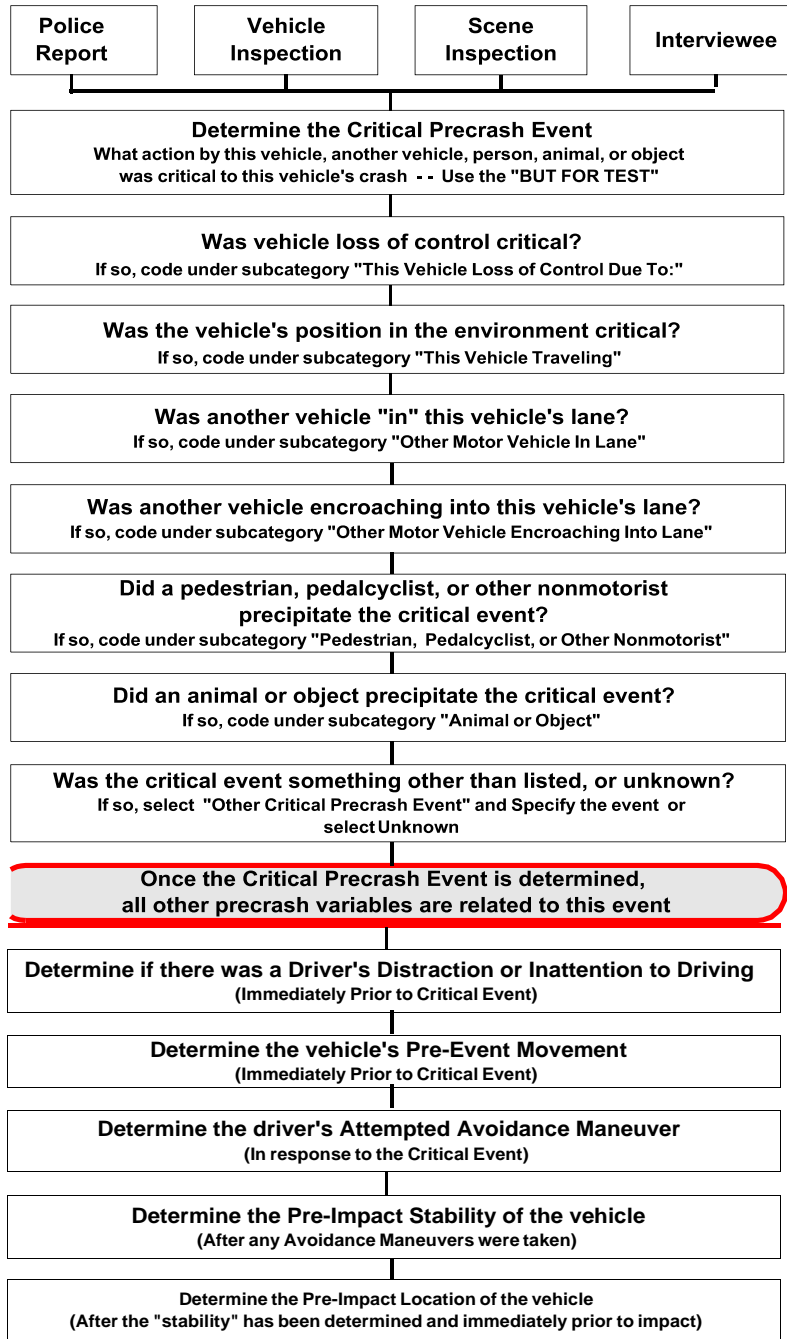 Police
Report
Vehicle
Inspection
Scene
Inspection
Interviewee
Determine the Critical Precrash Event
What action by this vehicle, another vehicle, person, animal, or object
was critical to this vehicle's crash - - Use the "BUT FOR TEST"
Was vehicle loss of control critical?
If so, code under subcategory "This Vehicle Loss of Control Due To:"
Was the vehicle's position in the environment critical?
If so, code under subcategory "This Vehicle Traveling"
Was another vehicle "in" this vehicle's lane?
If so, code under subcategory "Other Motor Vehicle In Lane"
Was another vehicle encroaching into this vehicle's lane?
If so, code under subcategory "Other Motor Vehicle Encroaching Into Lane"
Did a pedestrian, pedalcyclist, or other nonmotorist
precipitate the critical event?
If so, code under subcategory "Pedestrian, Pedalcyclist, or Other Nonmotorist"
Did an animal or object precipitate the critical event?
If so, code under subcategory "Animal or Object"
Was the critical event something other than listed, or unknown?
If so, select "Other Critical Precrash Event" and Specify the event or
select Unknown
Once the Critical Precrash Event is determined,
all other precrash variables are related to this event
Determine if there was a Driver's Distraction or Inattention to Driving
(Immediately Prior to Critical Event)
Determine the vehicle's Pre-Event Movement
(Immediately Prior to Critical Event)
Determine the driver's Attempted Avoidance Maneuver
(In response to the Critical Event)
Determine the Pre-Impact Stability of the vehicle
(After any Avoidance Maneuvers were taken)
Determine the Pre-Impact Location of the vehicle
(After the "stability" has been determined and immediately prior to impact)